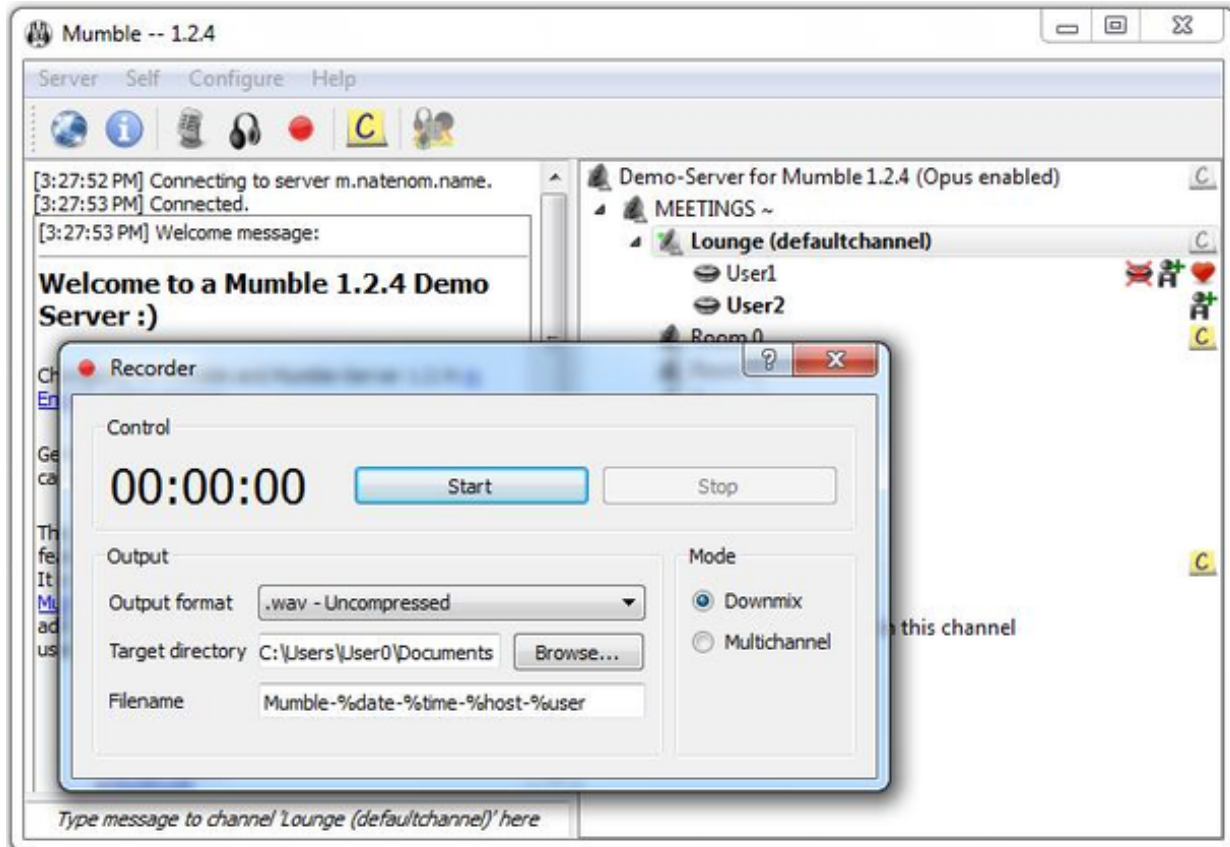 Mumble -- 1.2.4
Server Self Configure Help
C
[3:27:52 PM] Connecting to server m.natenom.name.
[3:27:53 PM] Connected.
[3:27:53 PM] Welcome message:
Welcome to a Mumble 1.2.4 Demo
Server :)
Demo-Server for Mumble 1.2.4 (Opus enabled) C
MEETINGS ~
Lounge (defaultchannel) C
User1
User2
Room 0 C
C
this channel
Recorder
Control
00:00:00 Start Stop
Output
Output format .wav - Uncompressed
Target directory C:\Users\User0\Documents Browse...
Filename Mumble-%date-%time-%host-%user
Mode
Downmix
Multichannel
Type message to channel 'Lounge (defaultchannel)' here